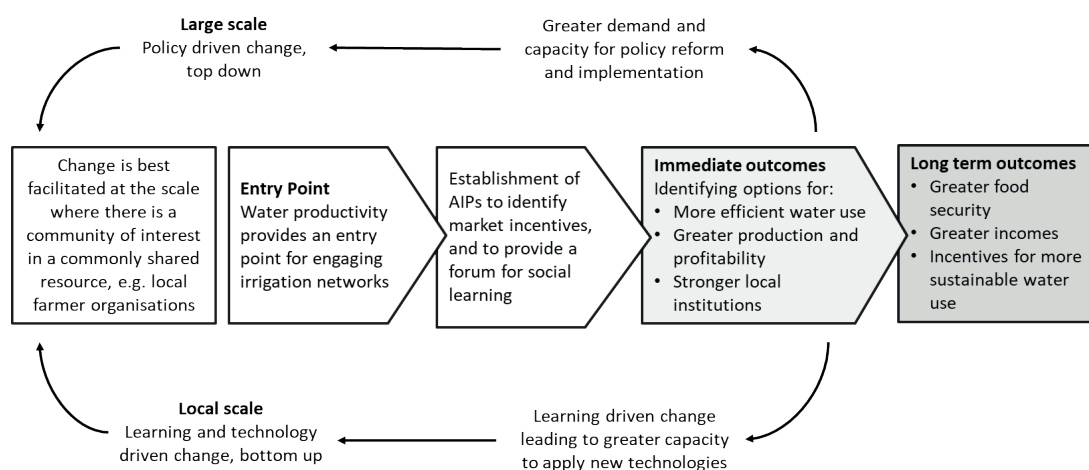 Large scale
Policy driven change,
top down
Greater demand and
capacity for policy reform
and implementation
Change is best
facilitated at the scale
where there is a
community of interest
in a commonly shared
resource, e.g. local
farmer organisations
Entry Point
Water productivity
provides an entry
point for engaging
irrigation networks
Establishment of
AIPs to identify
market incentives,
and to provide a
forum for social
learning
Immediate outcomes
Identifying options for:
• More efficient water use
• Greater production and
profitability
• Stronger local
institutions
Long term outcomes
• Greater food
security
• Greater incomes
• Incentives for more
sustainable water
use
Local scale
Learning and technology
driven change, bottom up
Learning driven change
leading to greater capacity
to apply new technologies